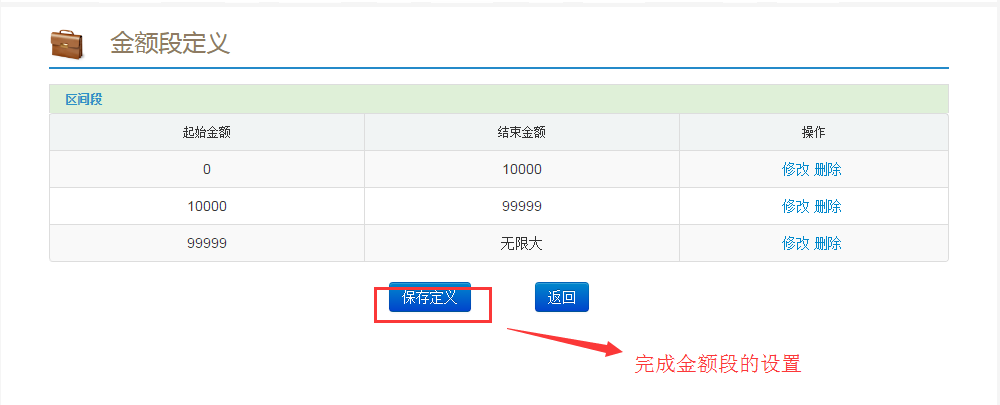 金额段定义
区间段
起始金额 结束金额 操作
0 10000 修改 删除
10000 99999 修改 删除
99999 无限大 修改 删除
保存定义 返回
完成金额段的设置